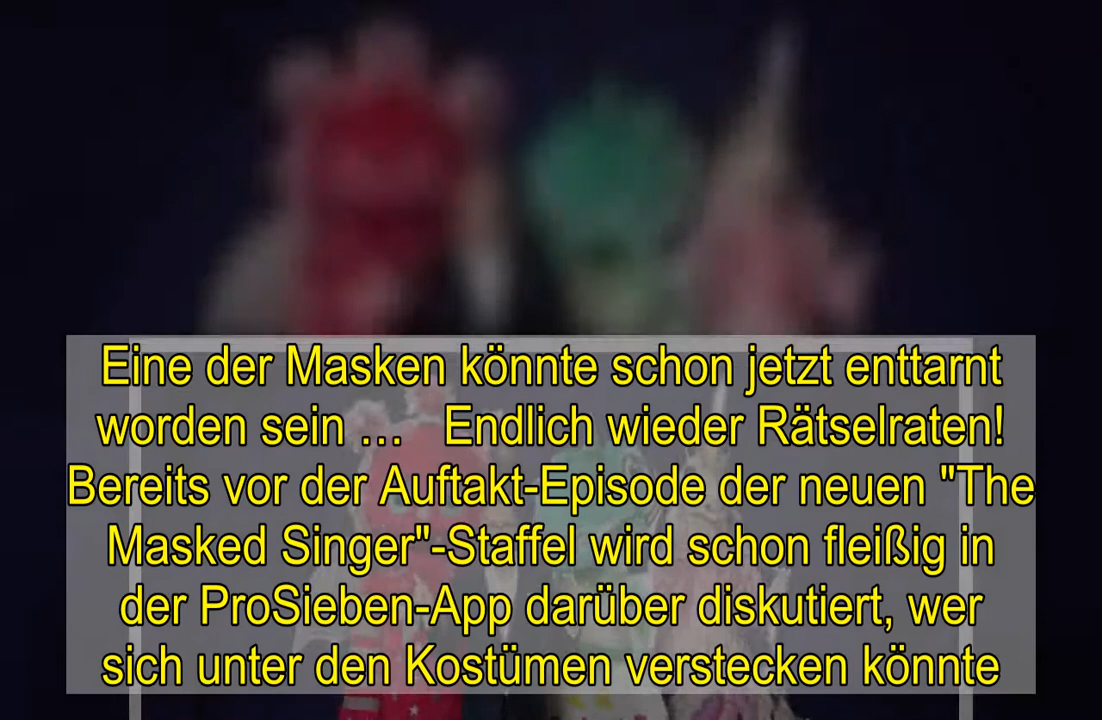 Eine der Masken könnte schon jetzt enttarnt
worden sein … Endlich wieder Rätselraten!
Bereits vor der Auftakt-Episode der neuen "The
Masked Singer"-Staffel wird schon fleißig in
der ProSieben-App darüber diskutiert, wer
sich unter den Kostümen verstecken könnte